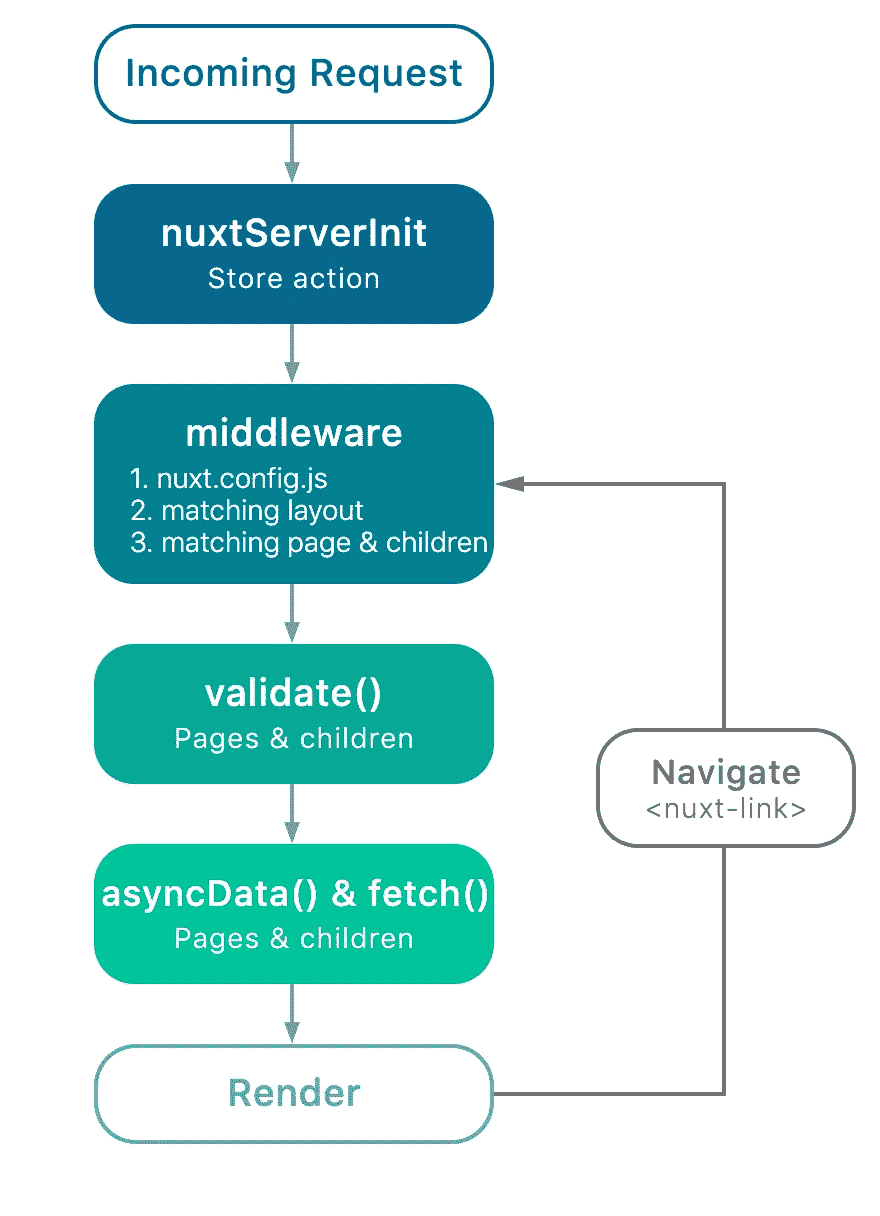 Incoming Request
nuxtServerInit
Store action
middleware
1. nuxt.config.js
2. matching layout
3. matching page & children
validate()
Pages & children
Navigate
<nuxt-link>
asyncData() & fetch()
Pages & children
Render